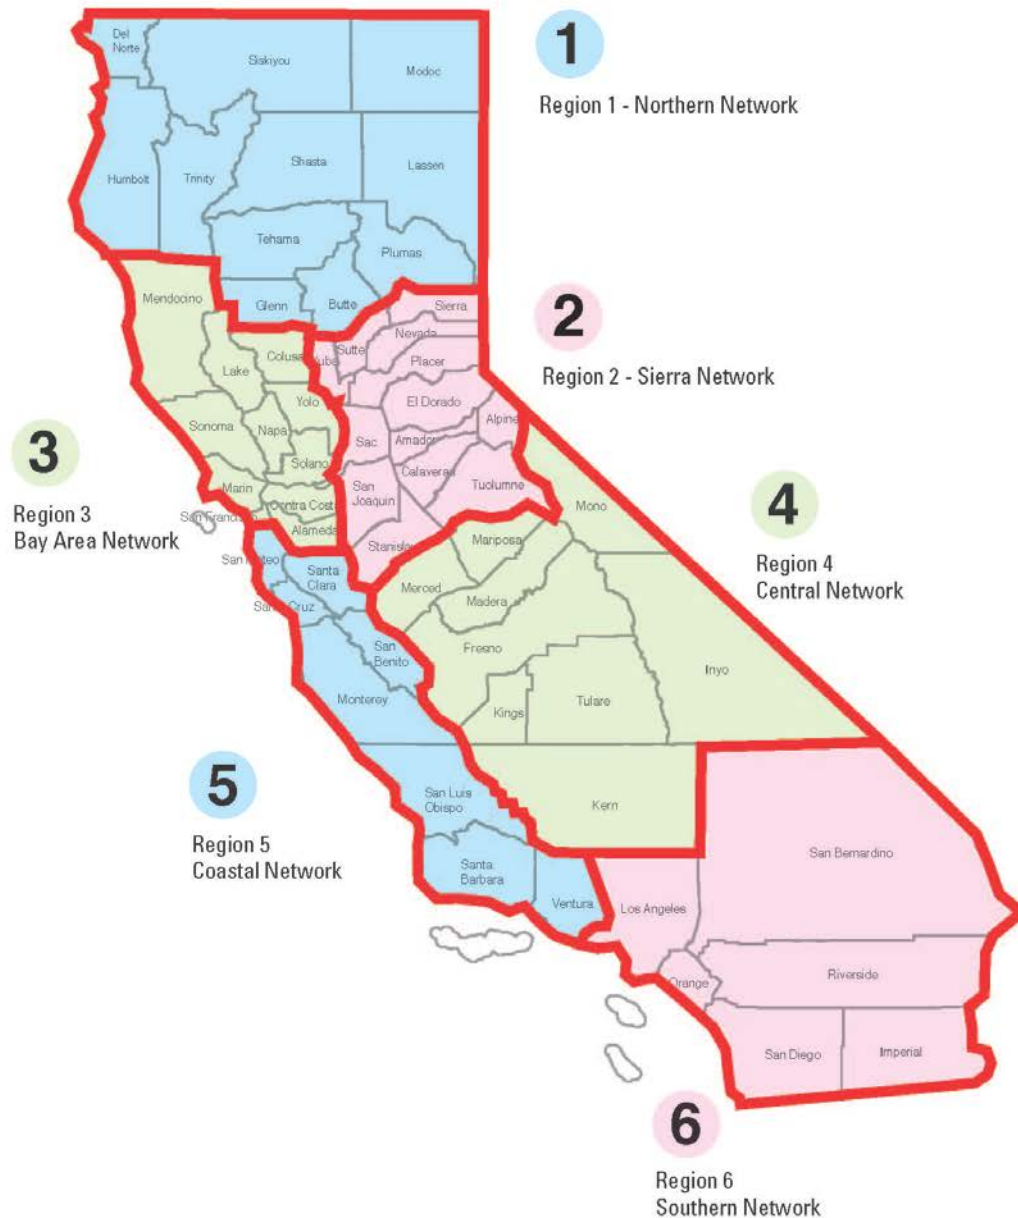 Del
Norte
Siskiyou
Modoc
1
Region 1 - Northern Network
Humbolt
Trinity
Shasta
Lassen
Tehama
Plumas
Glenn
Butte
Mendocino
Sierra
2
Region 2 - Sierra Network
Nevada
Sutte
Colusa
Lake
Placer
Yolo
El Dorado
Sonoma
Napa
Sac
Amador
Alpine
3
Region 3
Bay Area Network
Solano
Calaveras
Marin
San
Joaquin
Tuolumne
Contra Cost
Alameda
Mono
4
Region 4
Central Network
Stanisla
Mariposa
Santa
Clara
Merced
Madera
San
Benito
Fresno
Inyo
Monterey
Kings
Tulare
5
Region 5
Coastal Network
San Luis
Obispo
Kern
San Bernardino
Santa
Barbara
Ventura
Los Angeles
Orange
Riverside
San Diego
Imperial
6
Region 6
Southern Network